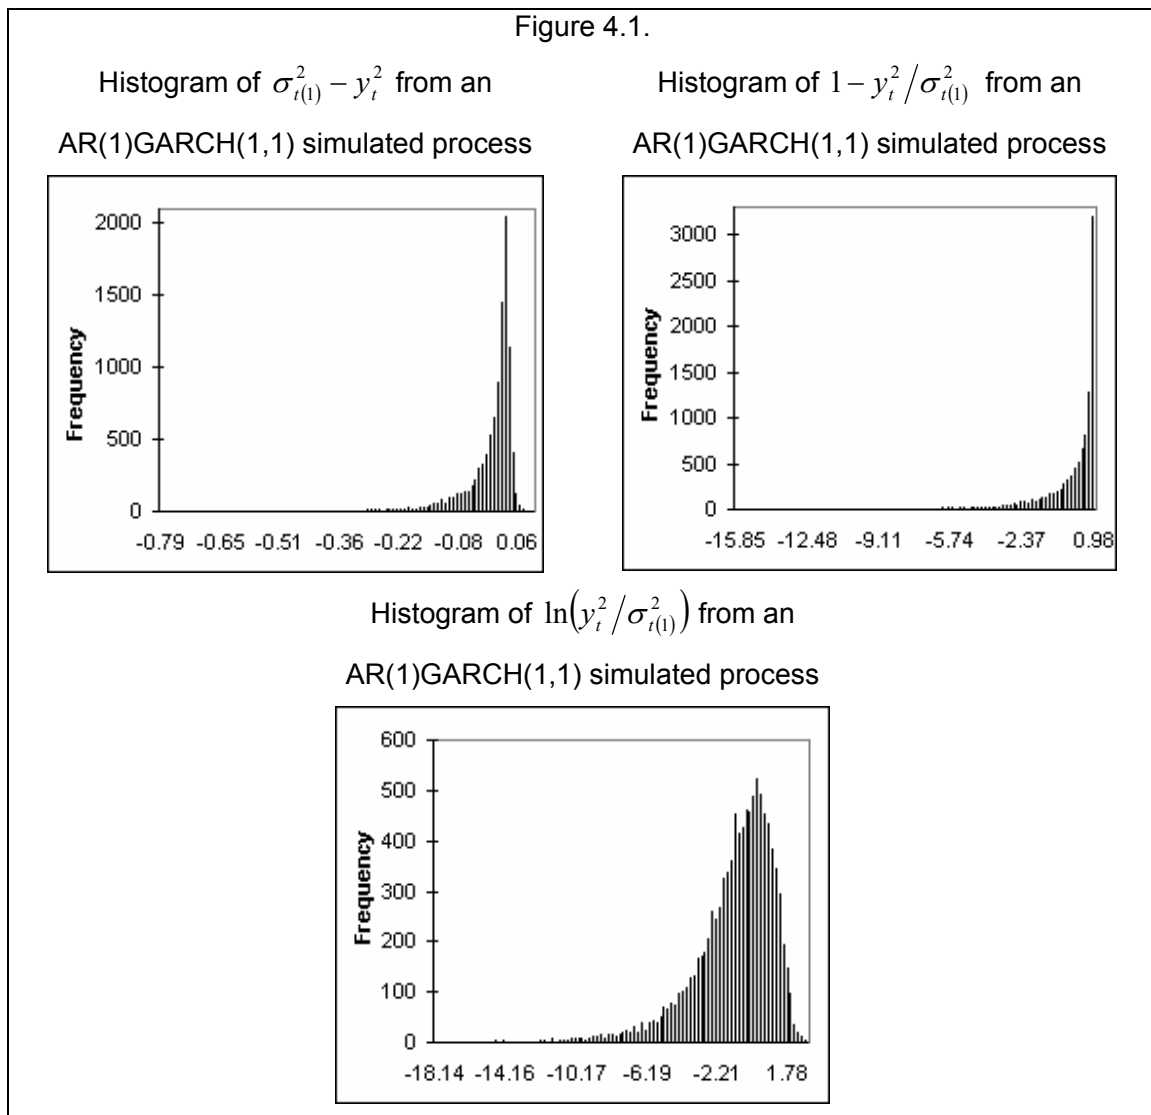 Figure 4.1.
Histogram of σ²ₜ₍₁₎ − yₜ² from an
AR(1)GARCH(1,1) simulated process
Frequency
2000
1500
1000
500
0
-0.79 -0.65 -0.51 -0.36 -0.22 -0.08 0.06
Histogram of 1 − yₜ²/σ²ₜ₍₁₎ from an
AR(1)GARCH(1,1) simulated process
Frequency
3000
2500
2000
1500
1000
500
0
-15.85 -12.48 -9.11 -5.74 -2.37 0.98
Histogram of ln(yₜ²/σ²ₜ₍₁₎) from an
AR(1)GARCH(1,1) simulated process
Frequency
600
500
400
300
200
100
0
-18.14 -14.16 -10.17 -6.19 -2.21 1.78